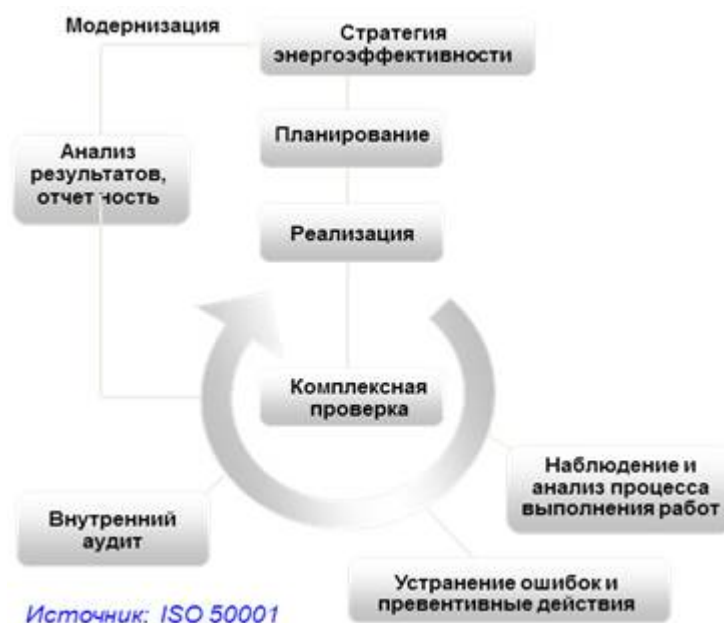 Модернизация
Стратегия
энергоэффективности
Планирование
Анализ
результатов,
отчетность
Реализация
Комплексная
проверка
Наблюдение и
анализ процесса
выполнения работ
Внутренний
аудит
Устранение ошибок и
превентивные действия
Источник: ISO 50001